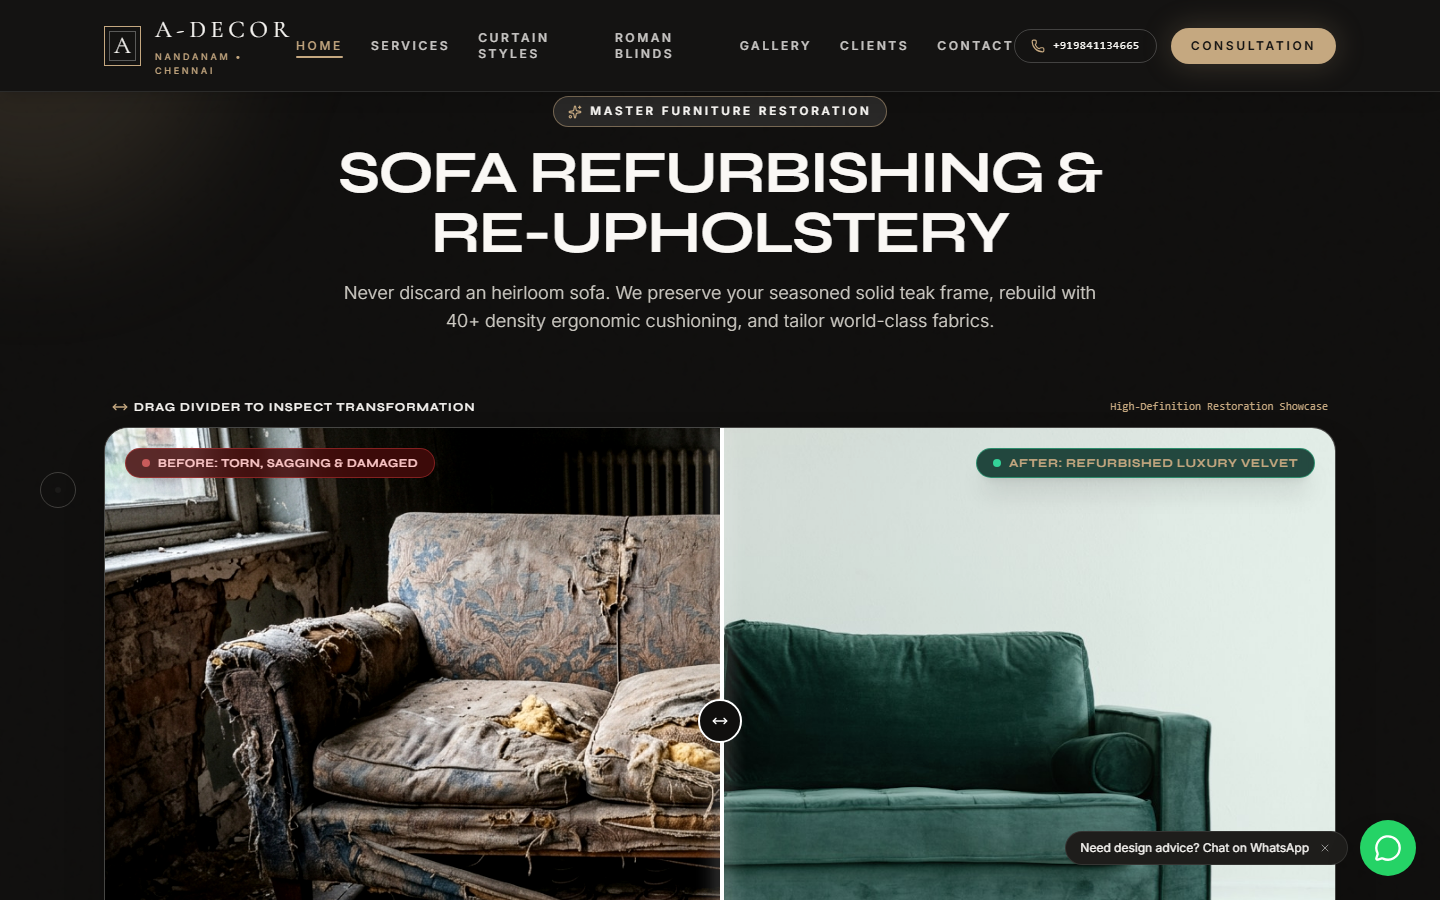 A
A-DECOR
NANDANAM •
CHENNAI
HOME
SERVICES
CURTAIN
STYLES
ROMAN
BLINDS
GALLERY
CLIENTS
CONTACT
+919841134665
CONSULTATION
MASTER FURNITURE RESTORATION
SOFA REFURBISHING &
RE-UPHOLSTERY
Never discard an heirloom sofa. We preserve your seasoned solid teak frame, rebuild with
40+ density ergonomic cushioning, and tailor world-class fabrics.
DRAG DIVIDER TO INSPECT TRANSFORMATION
High-Definition Restoration Showcase
BEFORE: TORN, SAGGING & DAMAGED
AFTER: REFURBISHED LUXURY VELVET
Need design advice? Chat on WhatsApp